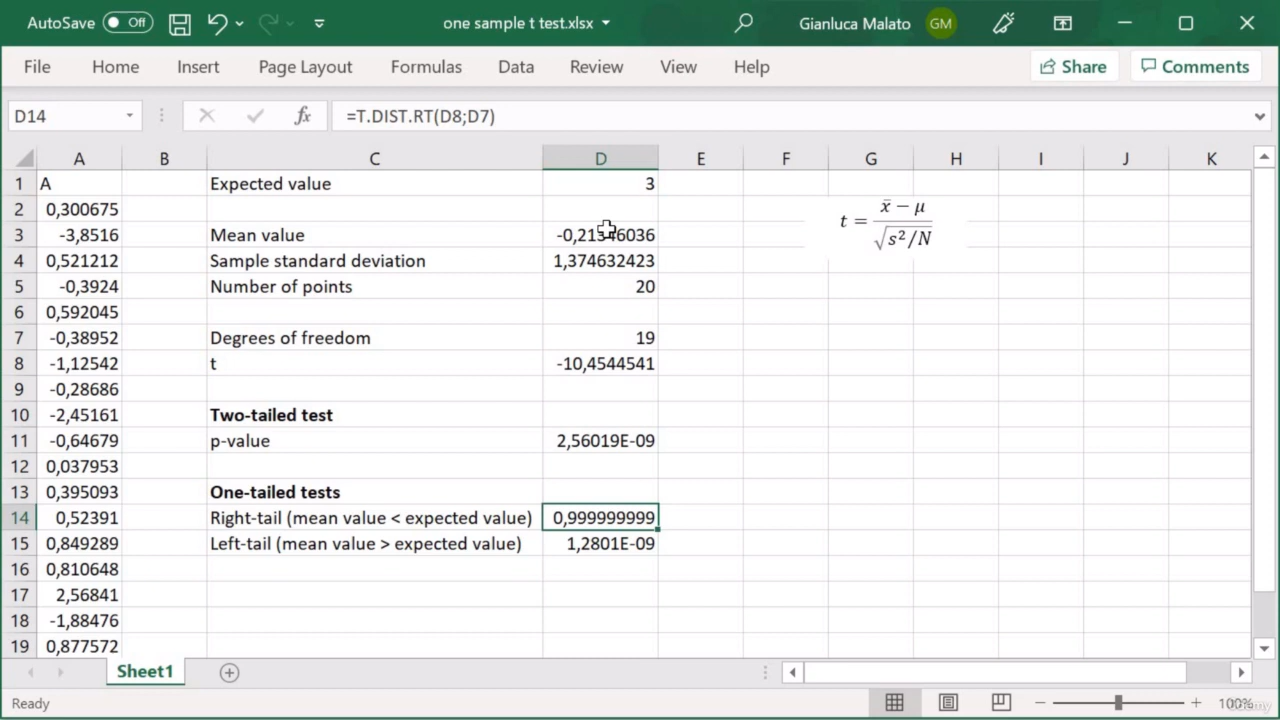 AutoSave Off one sample t test.xlsx Gianluca Malato GM
File Home Insert Page Layout Formulas Data Review View Help Share Comments
D14 fx =T.DIST.RT(D8;D7)
A B C D E F G H I J K
1 A Expected value 3
2 0,300675
3 -3,8516 Mean value
4 0,521212 Sample standard deviation 1,374632423
5 -0,3924 Number of points 20
6 0,592045
7 -0,38952 Degrees of freedom 19
8 -1,12542 t -10,4544541
9 -0,28686
10 -2,45161 Two-tailed test
11 -0,64679 p-value 2,56019E-09
12 0,037953
13 0,395093 One-tailed tests
14 0,52391 Right-tail (mean value < expected value) 0,999999999
15 0,849289 Left-tail (mean value > expected value) 1,2801E-09
16 0,810648
17 2,56841
18 -1,88476
19 0,877572
t = x̄ − μ / √s²/N
Sheet1
Ready 100%